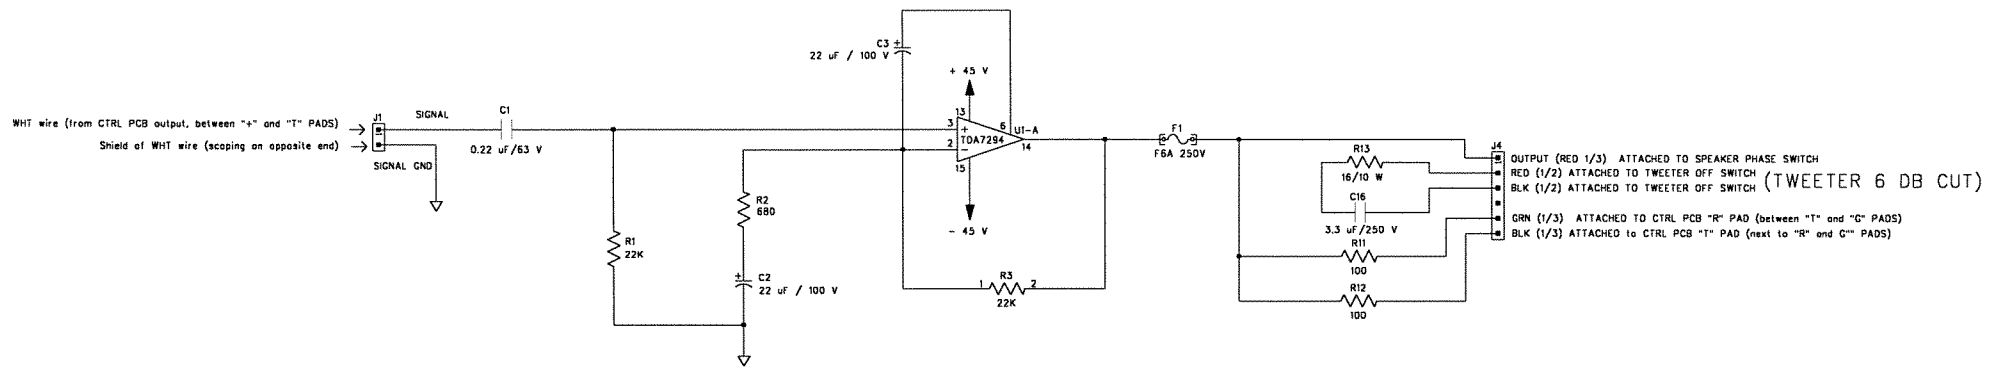 C3 +
22 uF / 100 V
+ 45 V
WHT wire (from CTRL PCB output, between "+" and "T" PADS)
J1
SIGNAL
C1
0.22 uF/63 V
Shield of WHT wire (scoping on opposite end)
SIGNAL GND
13
3 +
6
U1-A
TDA7294
2 -
14
15
- 45 V
F1
F6A 250V
R2
680
R1
22K
+
C2
22 uF / 100 V
1 R3 2
22K
J4
R13
16/10 W
C16
3.3 uF/250 V
R11
100
R12
100
OUTPUT (RED 1/3) ATTACHED TO SPEAKER PHASE SWITCH
RED (1/2) ATTACHED TO TWEETER OFF SWITCH
BLK (1/2) ATTACHED TO TWEETER OFF SWITCH (TWEETER 6 DB CUT)
GRN (1/3) ATTACHED TO CTRL PCB "R" PAD (between "T" and "G" PADS)
BLK (1/3) ATTACHED to CTRL PCB "T" PAD (next to "R" and G"" PADS)